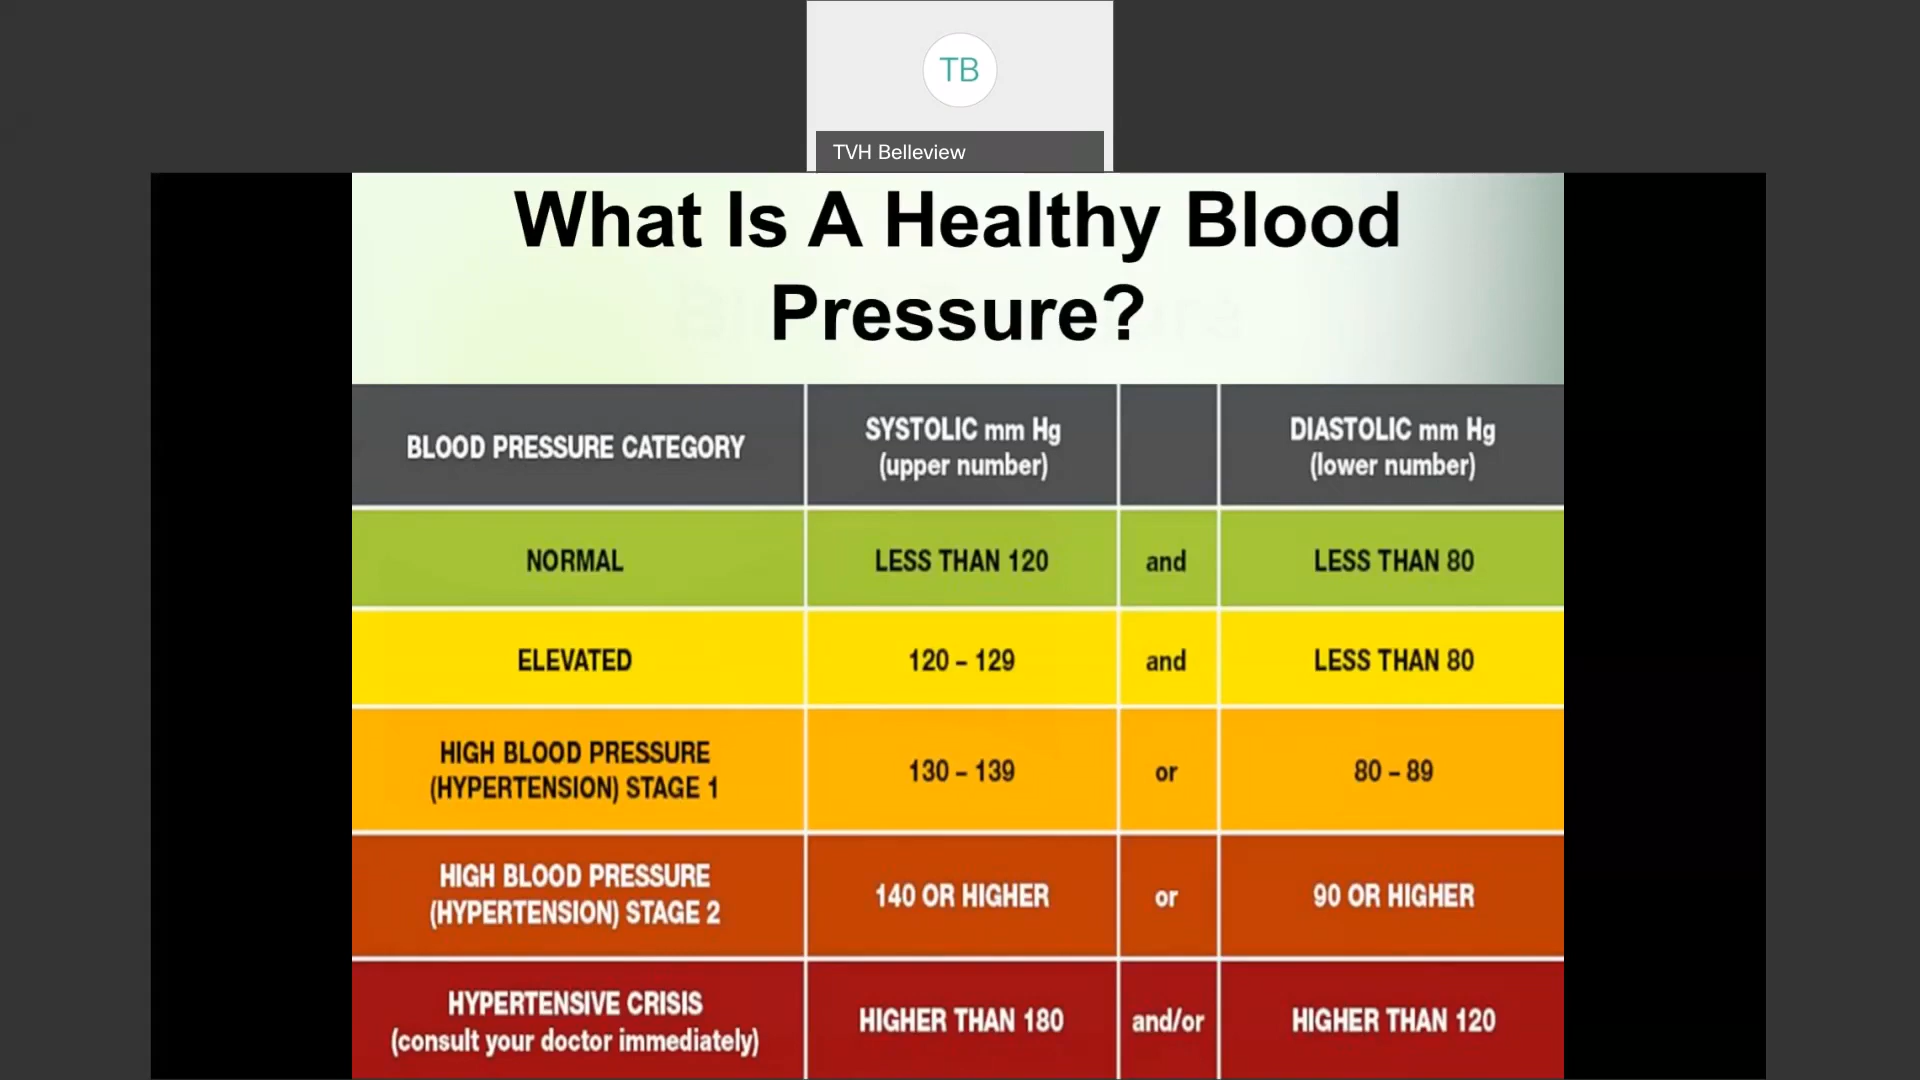 TB
TVH Belleview
What Is A Healthy Blood
Pressure?
BLOOD PRESSURE CATEGORY
SYSTOLIC mm Hg
(upper number)
DIASTOLIC mm Hg
(lower number)
NORMAL
LESS THAN 120
and
LESS THAN 80
ELEVATED
120 – 129
and
LESS THAN 80
HIGH BLOOD PRESSURE
(HYPERTENSION) STAGE 1
130 – 139
or
80 – 89
HIGH BLOOD PRESSURE
(HYPERTENSION) STAGE 2
140 OR HIGHER
or
90 OR HIGHER
HYPERTENSIVE CRISIS
(consult your doctor immediately)
HIGHER THAN 180
and/or
HIGHER THAN 120